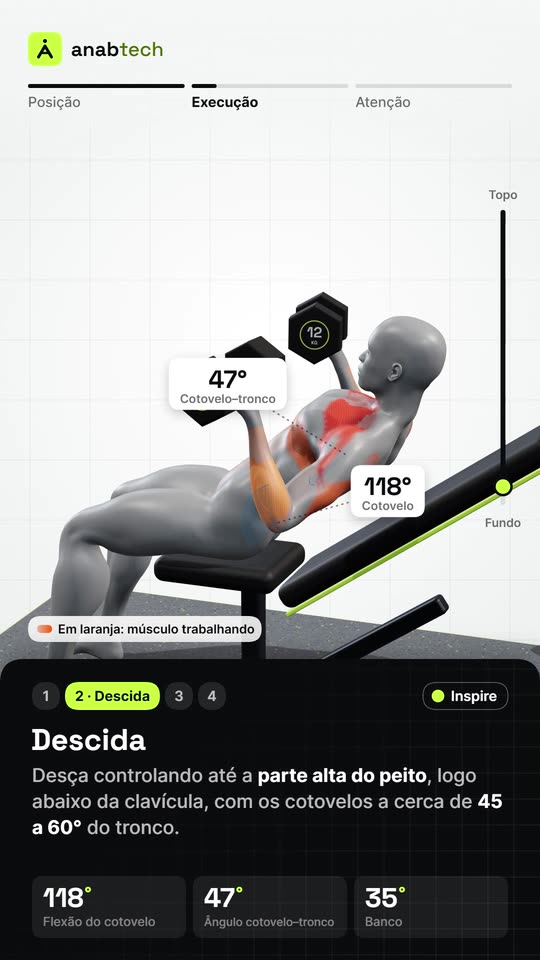 anabtech
Posição
Execução
Atenção
Topo
12
KG
47°
Cotovelo–tronco
118°
Cotovelo
Fundo
Em laranja: músculo trabalhando
1
2 · Descida
3
4
Inspire
Descida
Desça controlando até a parte alta do peito, logo
abaixo da clavícula, com os cotovelos a cerca de 45
a 60° do tronco.
118°
Flexão do cotovelo
47°
Ângulo cotovelo–tronco
35°
Banco